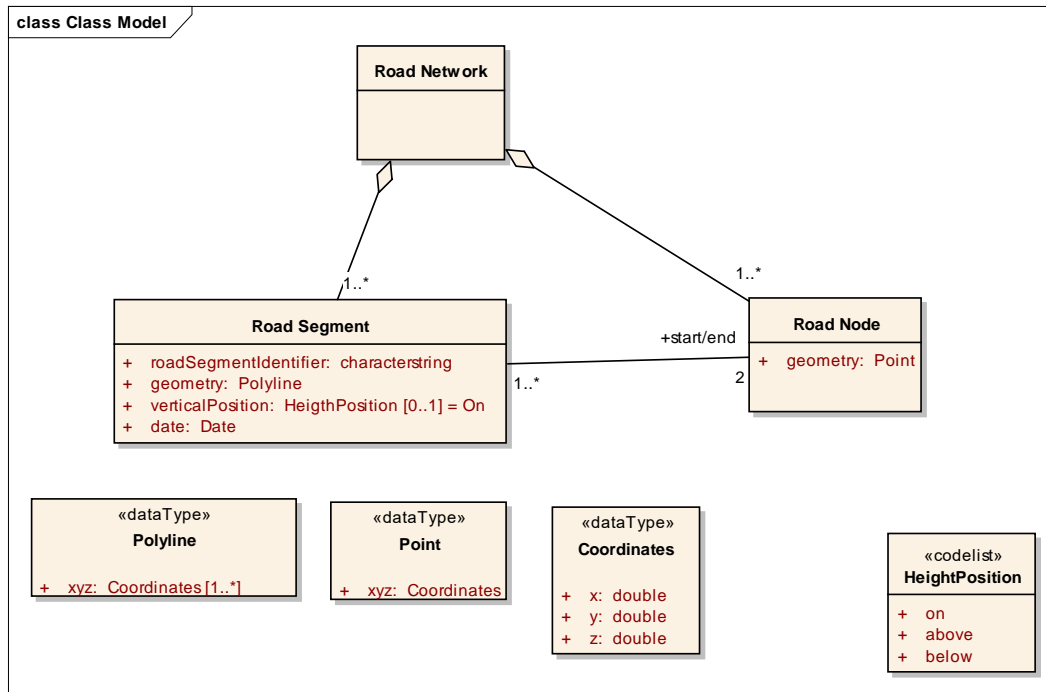 class Class Model
Road Network
1..*
1..*
Road Segment
+ roadSegmentIdentifier: characterstring
+ geometry: Polyline
+ verticalPosition: HeigthPosition [0..1] = On
+ date: Date
+start/end
1..*
2
Road Node
+ geometry: Point
«dataType»
Polyline
+ xyz: Coordinates [1..*]
«dataType»
Point
+ xyz: Coordinates
«dataType»
Coordinates
+ x: double
+ y: double
+ z: double
«codelist»
HeightPosition
+ on
+ above
+ below